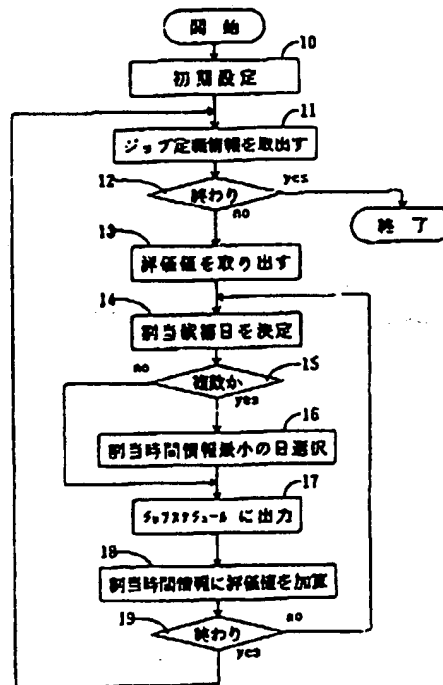 開始
10
初期設定
11
ジョブ定義情報を取出す
12
終わり
yes
no
終了
13
評価値を取り出す
14
割当候補日を決定
no
複数か
15
yes
16
割当時間情報最小の日選択
17
ジョブスケジュールに出力
18
割当時間情報に評価値を加算
19
終わり
no
yes